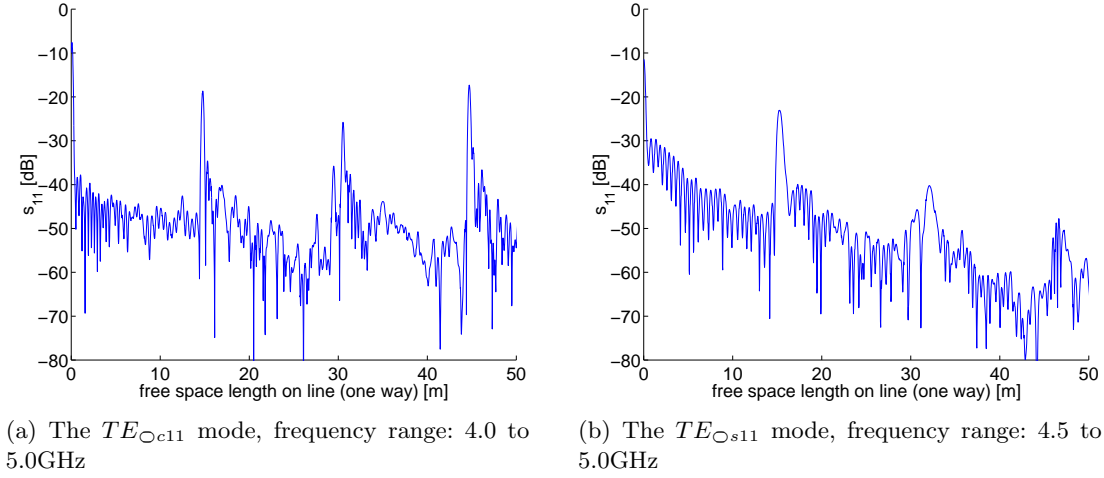 0
−10
−20
−30
−40
−50
−60
−70
−80
s₁₁ [dB]
0 10 20 30 40 50
free space length on line (one way) [m]
(a) The TE○c11 mode, frequency range: 4.0 to
5.0GHz
0
−10
−20
−30
−40
−50
−60
−70
−80
s₁₁ [dB]
0 10 20 30 40 50
free space length on line (one way) [m]
(b) The TE○s11 mode, frequency range: 4.5 to
5.0GHz